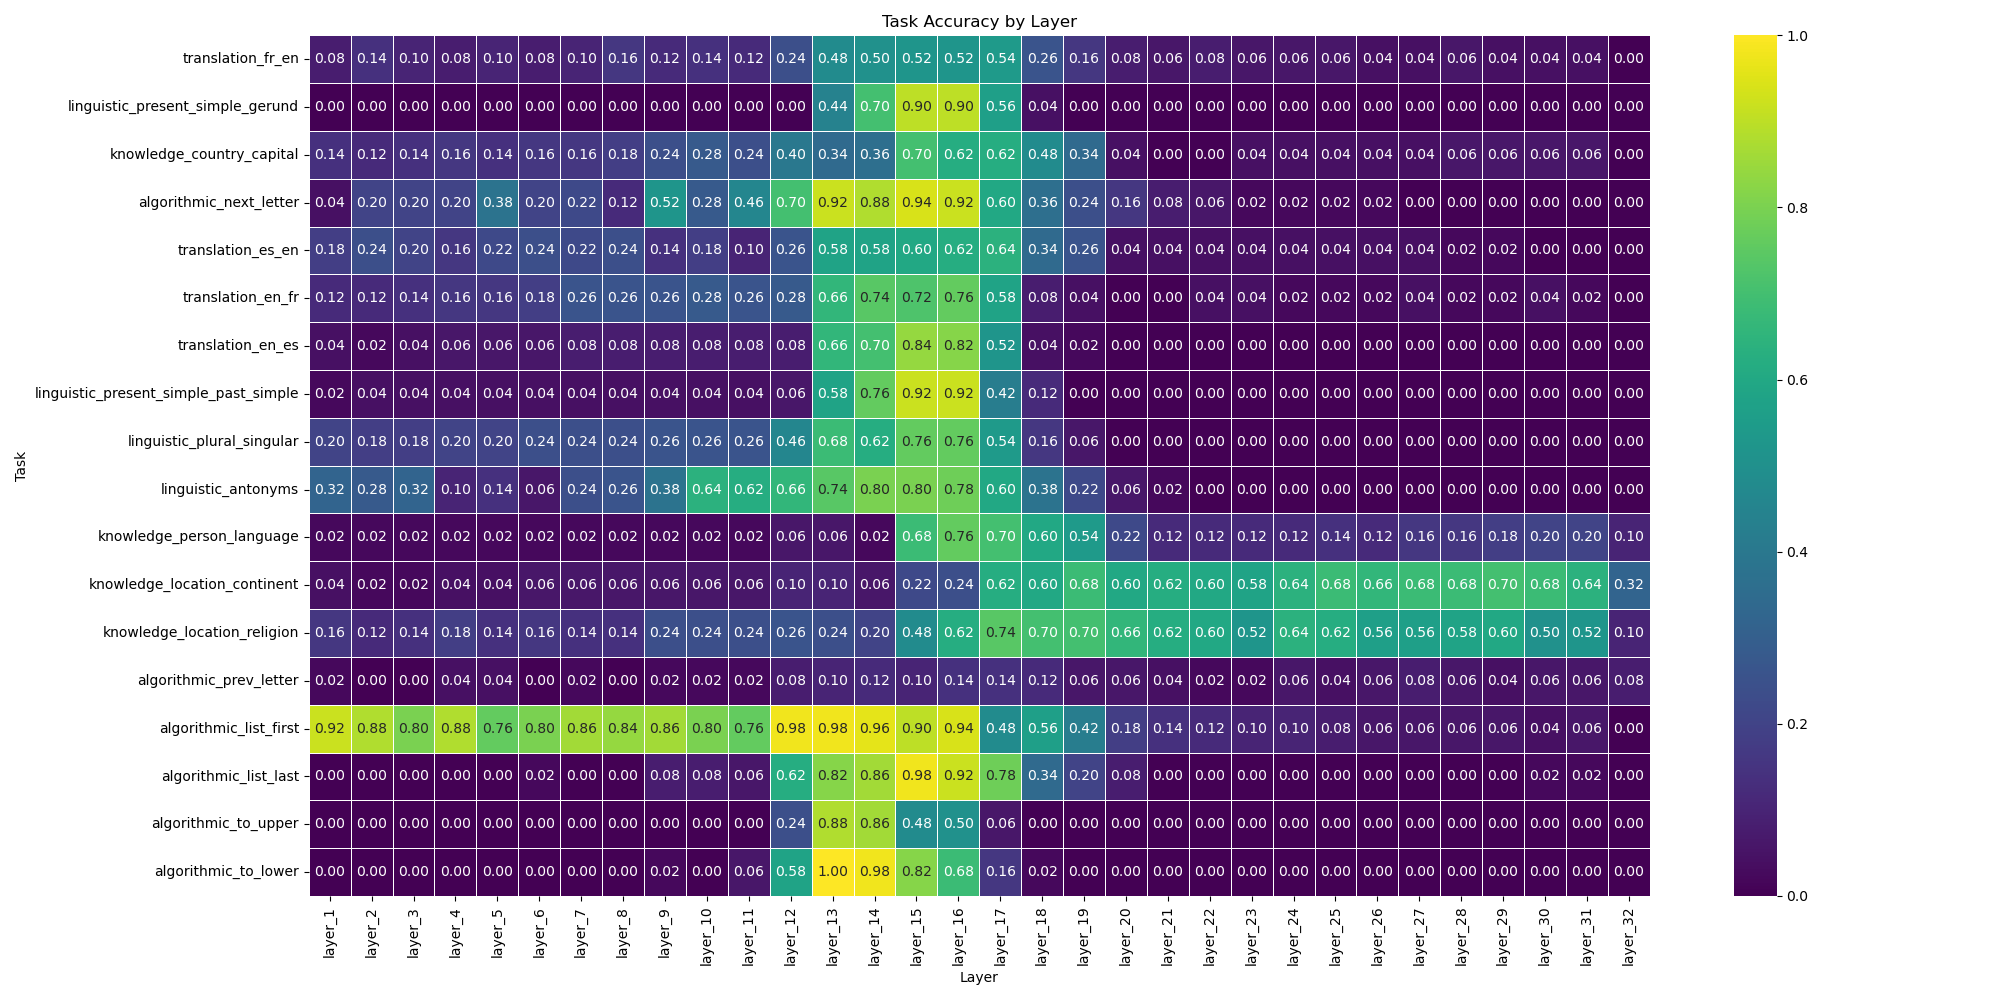 Task Accuracy by Layer
translation_fr_en 0.08 0.14 0.10 0.08 0.10 0.08 0.10 0.16 0.12 0.14 0.12 0.24 0.48 0.50 0.52 0.52 0.54 0.26 0.16 0.08 0.06 0.08 0.06 0.06 0.06 0.04 0.04 0.06 0.04 0.04 0.04 0.00
linguistic_present_simple_gerund 0.00 0.00 0.00 0.00 0.00 0.00 0.00 0.00 0.00 0.00 0.00 0.00 0.44 0.70 0.90 0.90 0.56 0.04 0.00 0.00 0.00 0.00 0.00 0.00 0.00 0.00 0.00 0.00 0.00 0.00 0.00 0.00
knowledge_country_capital 0.14 0.12 0.14 0.16 0.14 0.16 0.16 0.18 0.24 0.28 0.24 0.40 0.34 0.36 0.70 0.62 0.62 0.48 0.34 0.04 0.00 0.00 0.04 0.04 0.04 0.04 0.04 0.06 0.06 0.06 0.06 0.00
algorithmic_next_letter 0.04 0.20 0.20 0.20 0.38 0.20 0.22 0.12 0.52 0.28 0.46 0.70 0.92 0.88 0.94 0.92 0.60 0.36 0.24 0.16 0.08 0.06 0.02 0.02 0.02 0.02 0.00 0.00 0.00 0.00 0.00 0.00
translation_es_en 0.18 0.24 0.20 0.16 0.22 0.24 0.22 0.24 0.14 0.18 0.10 0.26 0.58 0.58 0.60 0.62 0.64 0.34 0.26 0.04 0.04 0.04 0.04 0.04 0.04 0.04 0.04 0.02 0.02 0.00 0.00 0.00
translation_en_fr 0.12 0.12 0.14 0.16 0.16 0.18 0.26 0.26 0.26 0.28 0.26 0.28 0.66 0.74 0.72 0.76 0.58 0.08 0.04 0.00 0.00 0.04 0.04 0.02 0.02 0.02 0.04 0.02 0.02 0.04 0.02 0.00
translation_en_es 0.04 0.02 0.04 0.06 0.06 0.06 0.08 0.08 0.08 0.08 0.08 0.08 0.66 0.70 0.84 0.82 0.52 0.04 0.02 0.00 0.00 0.00 0.00 0.00 0.00 0.00 0.00 0.00 0.00 0.00 0.00 0.00
linguistic_present_simple_past_simple 0.02 0.04 0.04 0.04 0.04 0.04 0.04 0.04 0.04 0.04 0.04 0.06 0.58 0.76 0.92 0.92 0.42 0.12 0.00 0.00 0.00 0.00 0.00 0.00 0.00 0.00 0.00 0.00 0.00 0.00 0.00 0.00
linguistic_plural_singular 0.20 0.18 0.18 0.20 0.20 0.24 0.24 0.24 0.26 0.26 0.26 0.46 0.68 0.62 0.76 0.76 0.54 0.16 0.06 0.00 0.00 0.00 0.00 0.00 0.00 0.00 0.00 0.00 0.00 0.00 0.00 0.00
linguistic_antonyms 0.32 0.28 0.32 0.10 0.14 0.06 0.24 0.26 0.38 0.64 0.62 0.66 0.74 0.80 0.80 0.78 0.60 0.38 0.22 0.06 0.02 0.00 0.00 0.00 0.00 0.00 0.00 0.00 0.00 0.00 0.00 0.00
knowledge_person_language 0.02 0.02 0.02 0.02 0.02 0.02 0.02 0.02 0.02 0.02 0.02 0.06 0.06 0.02 0.68 0.76 0.70 0.60 0.54 0.22 0.12 0.12 0.12 0.12 0.14 0.12 0.16 0.16 0.18 0.20 0.20 0.10
knowledge_location_continent 0.04 0.02 0.02 0.04 0.04 0.06 0.06 0.06 0.06 0.06 0.06 0.10 0.10 0.06 0.22 0.24 0.62 0.60 0.68 0.60 0.62 0.60 0.58 0.64 0.68 0.66 0.68 0.68 0.70 0.68 0.64 0.32
knowledge_location_religion 0.16 0.12 0.14 0.18 0.14 0.16 0.14 0.14 0.24 0.24 0.24 0.26 0.24 0.20 0.48 0.62 0.74 0.70 0.70 0.66 0.62 0.60 0.52 0.64 0.62 0.56 0.56 0.58 0.60 0.50 0.52 0.10
algorithmic_prev_letter 0.02 0.00 0.00 0.04 0.04 0.00 0.02 0.00 0.02 0.02 0.02 0.08 0.10 0.12 0.10 0.14 0.14 0.12 0.06 0.06 0.04 0.02 0.02 0.06 0.04 0.06 0.08 0.06 0.04 0.06 0.06 0.08
algorithmic_list_first 0.92 0.88 0.80 0.88 0.76 0.80 0.86 0.84 0.86 0.80 0.76 0.98 0.98 0.96 0.90 0.94 0.48 0.56 0.42 0.18 0.14 0.12 0.10 0.10 0.08 0.06 0.06 0.06 0.06 0.04 0.06 0.00
algorithmic_list_last 0.00 0.00 0.00 0.00 0.00 0.02 0.00 0.00 0.08 0.08 0.06 0.62 0.82 0.86 0.98 0.92 0.78 0.34 0.20 0.08 0.00 0.00 0.00 0.00 0.00 0.00 0.00 0.00 0.00 0.02 0.02 0.00
algorithmic_to_upper 0.00 0.00 0.00 0.00 0.00 0.00 0.00 0.00 0.00 0.00 0.00 0.24 0.88 0.86 0.48 0.50 0.06 0.00 0.00 0.00 0.00 0.00 0.00 0.00 0.00 0.00 0.00 0.00 0.00 0.00 0.00 0.00
algorithmic_to_lower 0.00 0.00 0.00 0.00 0.00 0.00 0.00 0.00 0.02 0.00 0.06 0.58 1.00 0.98 0.82 0.68 0.16 0.02 0.00 0.00 0.00 0.00 0.00 0.00 0.00 0.00 0.00 0.00 0.00 0.00 0.00 0.00
Task
layer_1 layer_2 layer_3 layer_4 layer_5 layer_6 layer_7 layer_8 layer_9 layer_10 layer_11 layer_12 layer_13 layer_14 layer_15 layer_16 layer_17 layer_18 layer_19 layer_20 layer_21 layer_22 layer_23 layer_24 layer_25 layer_26 layer_27 layer_28 layer_29 layer_30 layer_31 layer_32
Layer
1.0
0.8
0.6
0.4
0.2
0.0